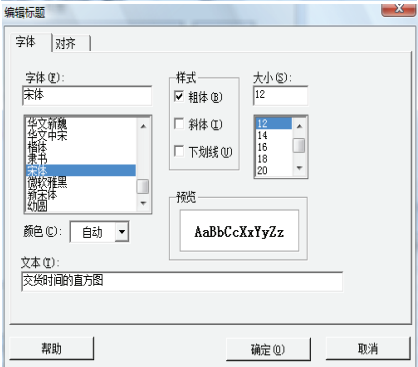 编辑标题
字体 对齐
字体(F):
宋体
华文新魏
华文中宋
楷体
隶书
宋体
微软雅黑
新宋体
幼圆
样式
粗体(B)
斜体(I)
下划线(U)
大小(S):
12
12
14
16
18
20
颜色(C): 自动
预览
AaBbCcXxYyZz
文本(T):
交货时间的直方图
帮助 确定(O) 取消